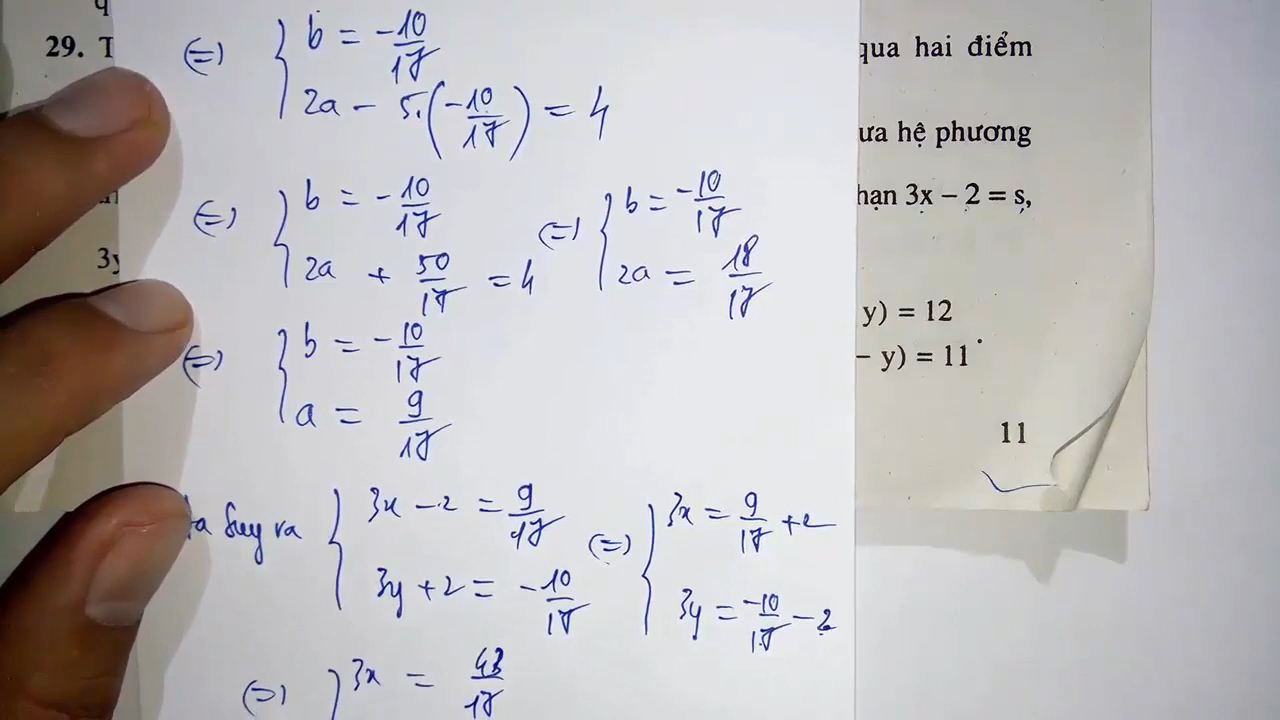 q
29. T
qua hai điểm
ưa hệ phương
hạn 3x – 2 = s,
3y
y) = 12
– y) = 11
11
(=) { b = -10/17
2a - 5.(-10/17) = 4
(=) { b = -10/17 (=) { b = -10/17
2a + 50/17 = 4 2a = 18/17
(=) { b = -10/17
a = 9/17
Suy ra { 3x - 2 = 9/17 (=) { 3x = 9/17 + 2
3y + 2 = -10/17 3y = -10/17 - 2
(=) { 3x = 43/17